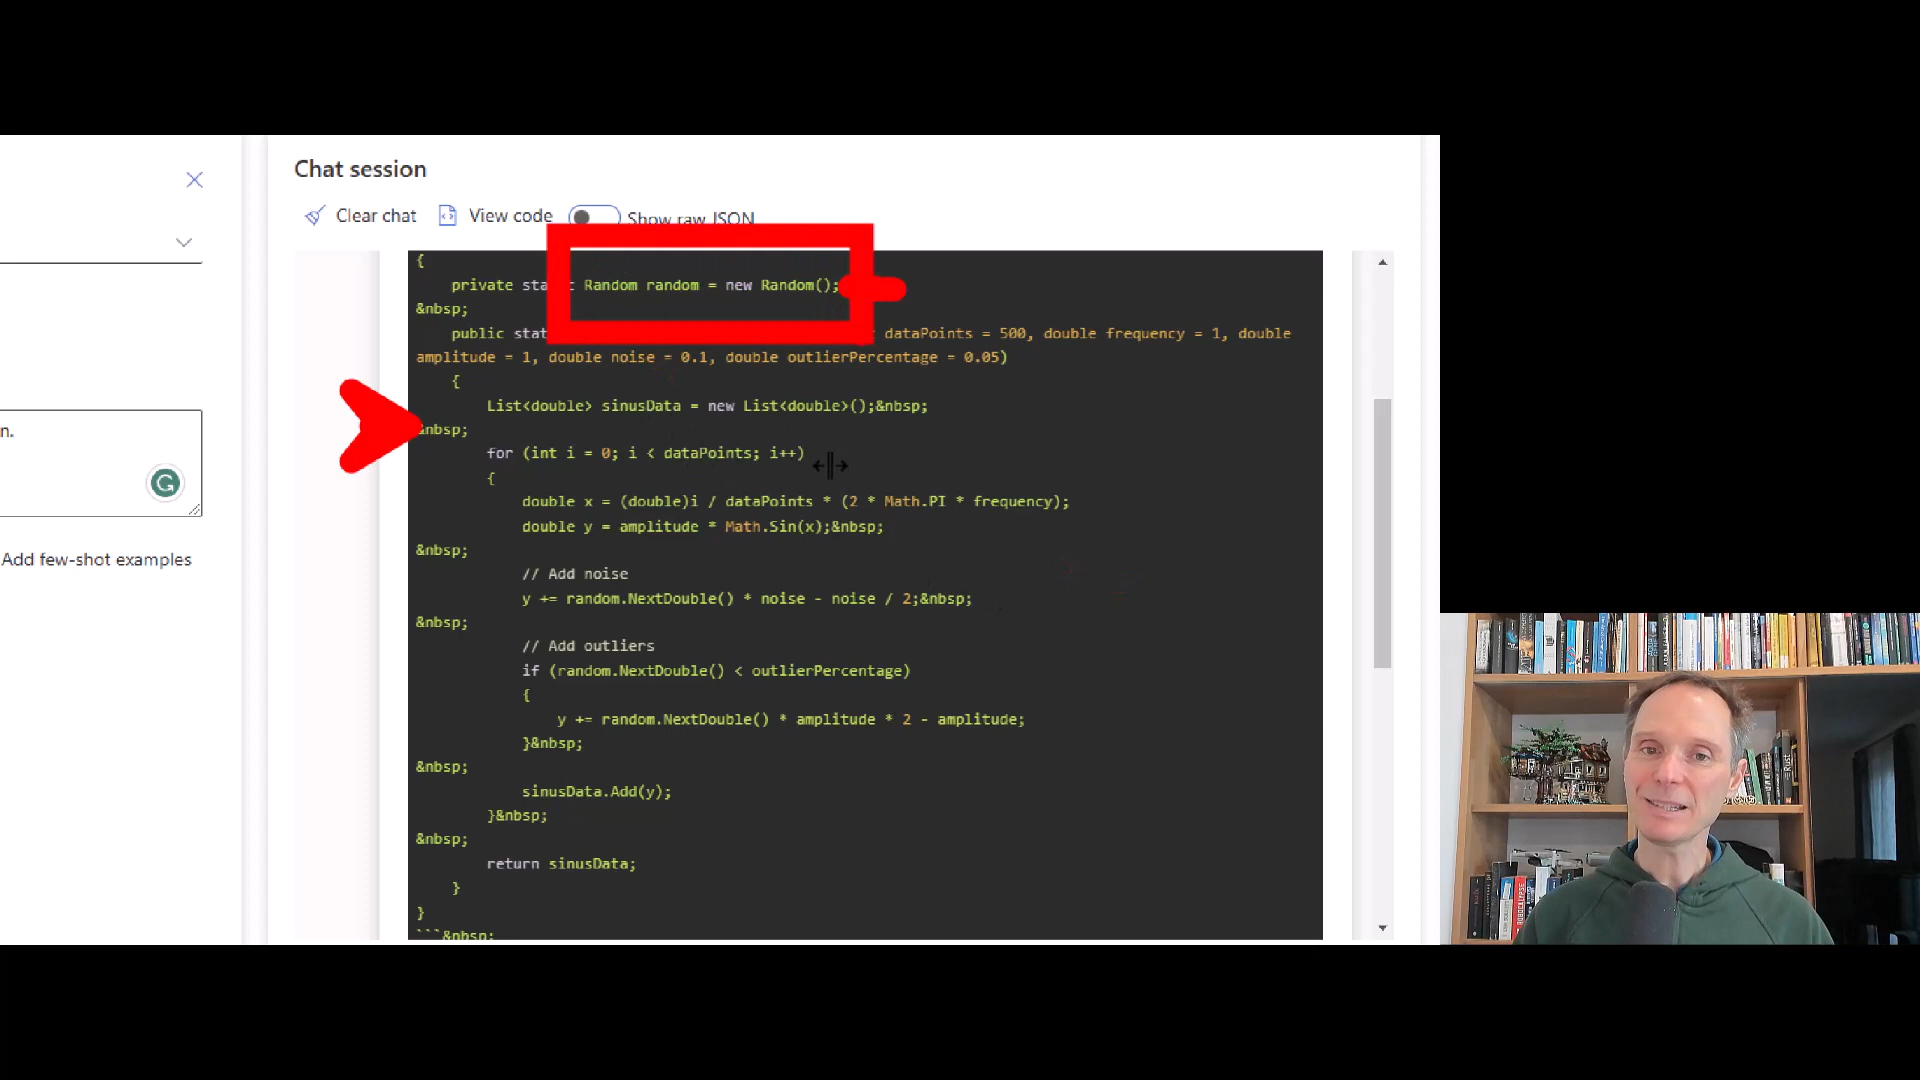 Chat session
Clear chat View code Show raw JSON
{
private sta Random random = new Random();
&nbsp;
public stat dataPoints = 500, double frequency = 1, double
amplitude = 1, double noise = 0.1, double outlierPercentage = 0.05)
{
List<double> sinusData = new List<double>();&nbsp;
&nbsp;
for (int i = 0; i < dataPoints; i++)
{
double x = (double)i / dataPoints * (2 * Math.PI * frequency);
double y = amplitude * Math.Sin(x);&nbsp;
&nbsp;
// Add noise
y += random.NextDouble() * noise - noise / 2;&nbsp;
&nbsp;
// Add outliers
if (random.NextDouble() < outlierPercentage)
{
y += random.NextDouble() * amplitude * 2 - amplitude;
}&nbsp;
&nbsp;
sinusData.Add(y);
}&nbsp;
&nbsp;
return sinusData;
}
}
```&nbsp;
n.
G
Add few-shot examples